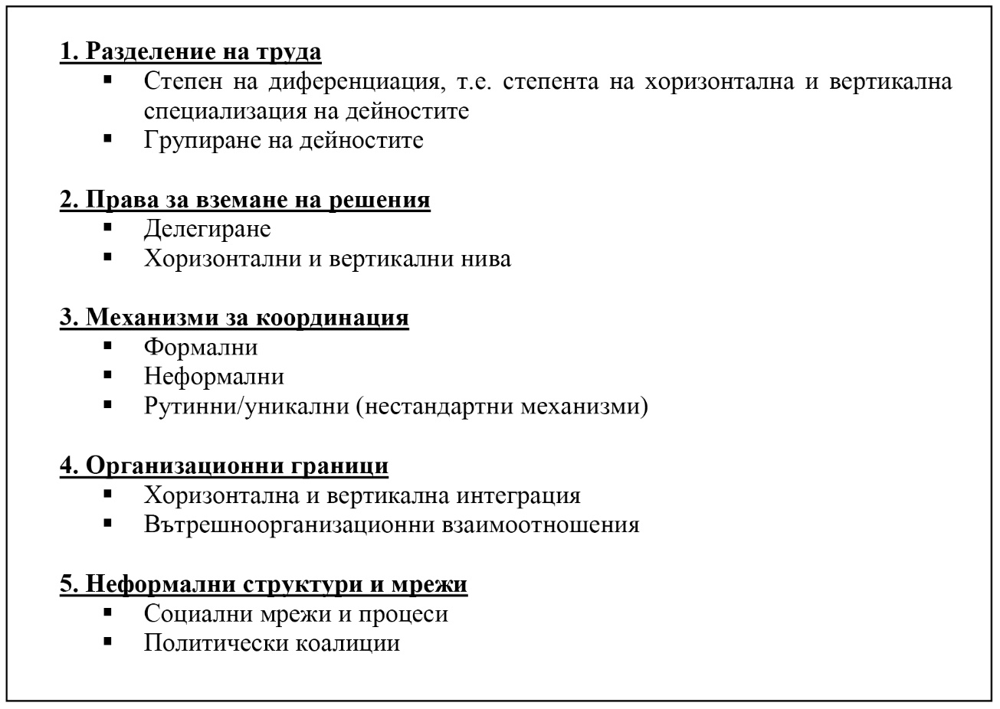 1. Разделение на труда
▪ Степен на диференциация, т.е. степента на хоризонтална и вертикална
специализация на дейностите
▪ Групиране на дейностите
2. Права за вземане на решения
▪ Делегиране
▪ Хоризонтални и вертикални нива
3. Механизми за координация
▪ Формални
▪ Неформални
▪ Рутинни/уникални (нестандартни механизми)
4. Организационни граници
▪ Хоризонтална и вертикална интеграция
▪ Вътрешноорганизационни взаимоотношения
5. Неформални структури и мрежи
▪ Социални мрежи и процеси
▪ Политически коалиции